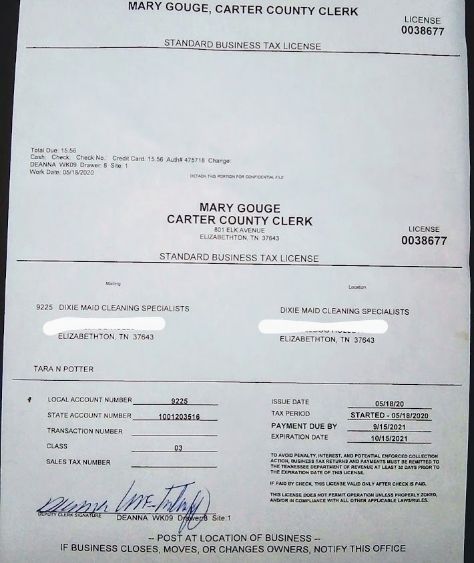 MARY GOUGE, CARTER COUNTY CLERK
LICENSE
0038677
STANDARD BUSINESS TAX LICENSE
Total Due: 15.56
Cash: Check: Check No. Credit Card: 15.56 Auth# 475718 Change:
DEANNA WK09 Drawer: 8 Site: 1
Work Date: 05/18/2020
DETACH THIS PORTION FOR CONFIDENTIAL FILE
MARY GOUGE
CARTER COUNTY CLERK
801 ELK AVENUE
ELIZABETHTON, TN 37643
LICENSE
0038677
STANDARD BUSINESS TAX LICENSE
Mailing
Location
9225 DIXIE MAID CLEANING SPECIALISTS
DIXIE MAID CLEANING SPECIALISTS
ELIZABETHTON, TN 37643
ELIZABETHTON, TN 37643
TARA N POTTER
LOCAL ACCOUNT NUMBER 9225
STATE ACCOUNT NUMBER 1001203516
TRANSACTION NUMBER
CLASS 03
SALES TAX NUMBER
ISSUE DATE 05/18/20
TAX PERIOD STARTED - 05/18/2020
PAYMENT DUE BY 9/15/2021
EXPIRATION DATE 10/15/2021
TO AVOID PENALTY, INTEREST, AND POTENTIAL ENFORCED COLLECTION
ACTION, BUSINESS TAX RETURNS AND PAYMENTS MUST BE REMITTED TO
THE TENNESSEE DEPARTMENT OF REVENUE AT LEAST 30 DAYS PRIOR TO
THE EXPIRATION DATE OF THIS LICENSE.
IF PAID BY CHECK, THIS LICENSE VALID ONLY AFTER CHECK IS PAID.
THIS LICENSE DOES NOT PERMIT OPERATION UNLESS PROPERLY ZONED,
AND/OR IN COMPLIANCE WITH ALL OTHER APPLICABLE LAWS/RULES.
DEPUTY CLERK SIGNATURE DEANNA WK09 Drawer:8 Site:1
-- POST AT LOCATION OF BUSINESS --
IF BUSINESS CLOSES, MOVES, OR CHANGES OWNERS, NOTIFY THIS OFFICE